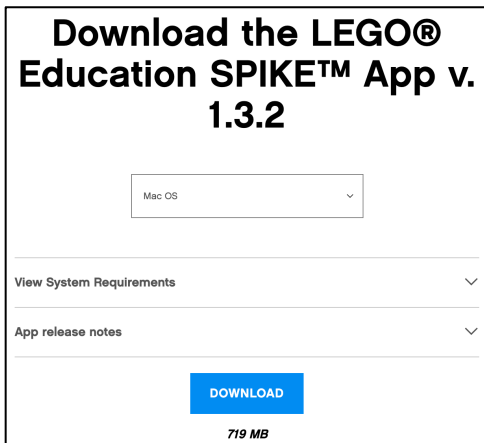 Download the LEGO®
Education SPIKE™ App v.
1.3.2
Mac OS
View System Requirements
App release notes
DOWNLOAD
719 MB